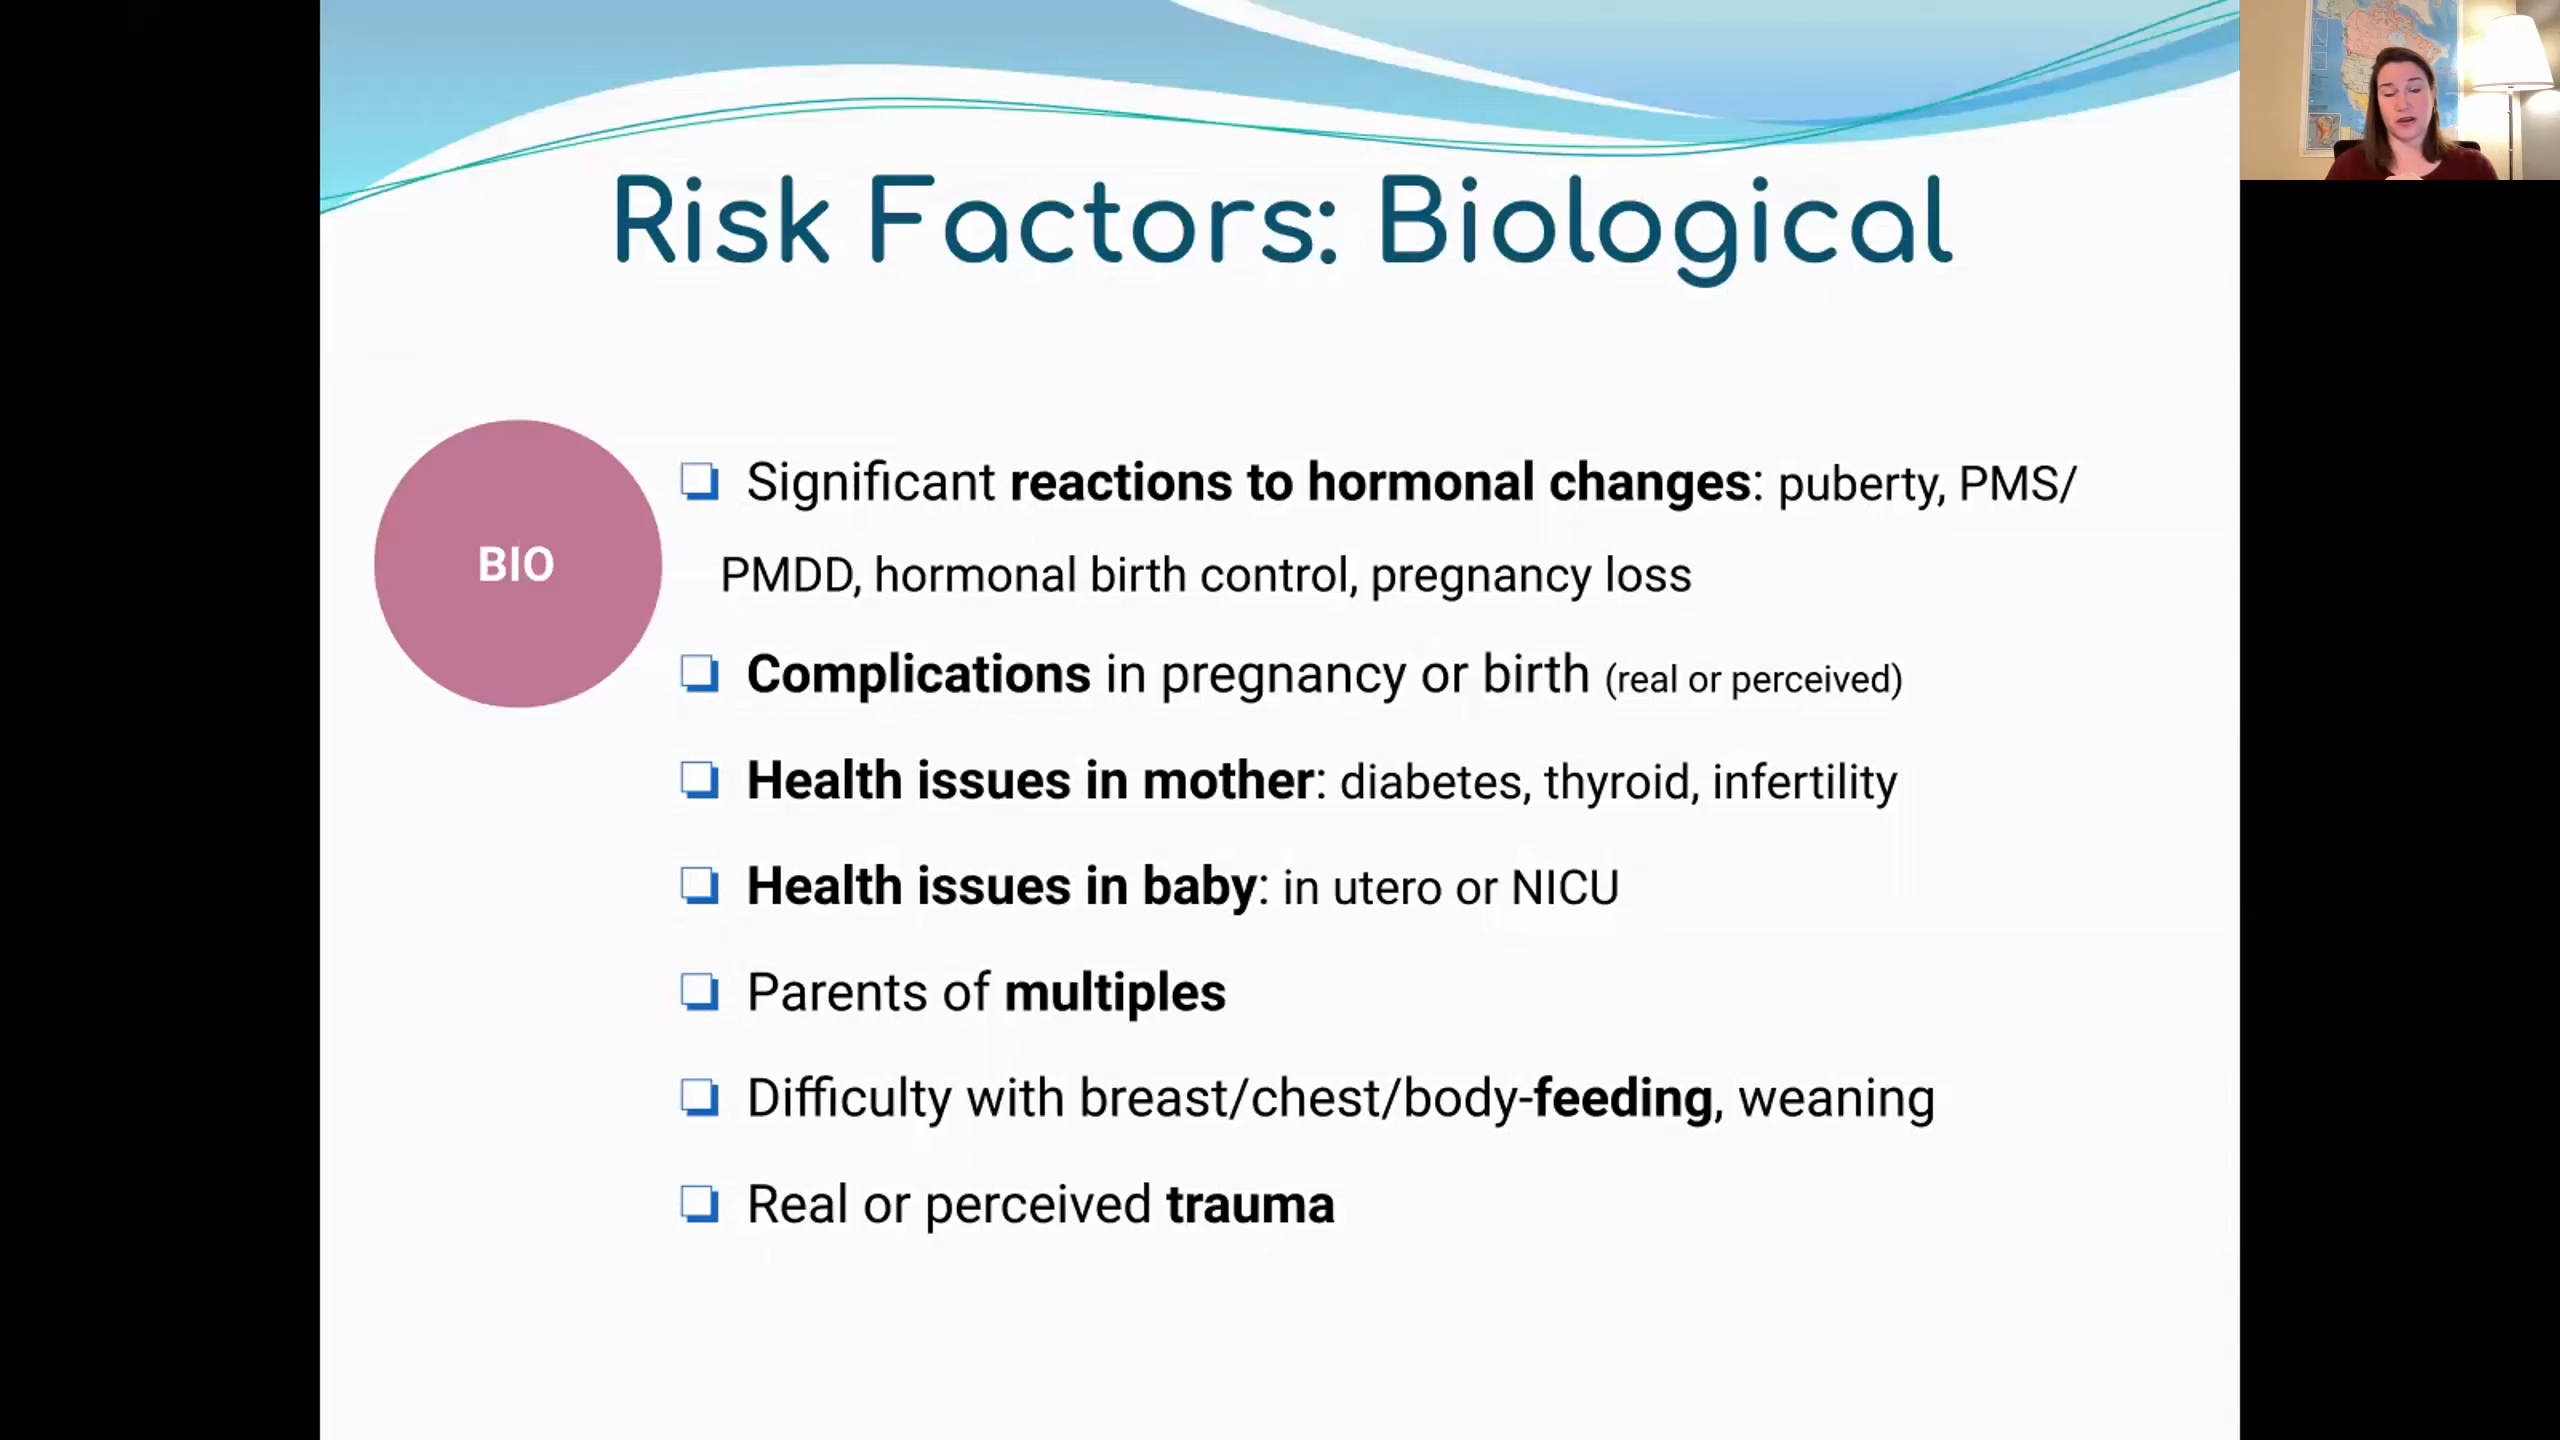 Risk Factors: Biological
BIO
Significant reactions to hormonal changes: puberty, PMS/
PMDD, hormonal birth control, pregnancy loss
Complications in pregnancy or birth (real or perceived)
Health issues in mother: diabetes, thyroid, infertility
Health issues in baby: in utero or NICU
Parents of multiples
Difficulty with breast/chest/body-feeding, weaning
Real or perceived trauma